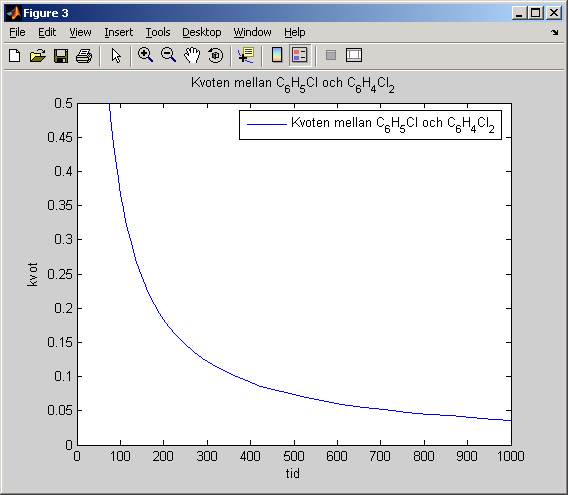 Figure 3
File Edit View Insert Tools Desktop Window Help
Kvoten mellan C6H5Cl och C6H4Cl2
Kvoten mellan C6H5Cl och C6H4Cl2
0.5
0.45
0.4
0.35
0.3
0.25
0.2
0.15
0.1
0.05
0
kvot
0 100 200 300 400 500 600 700 800 900 1000
tid